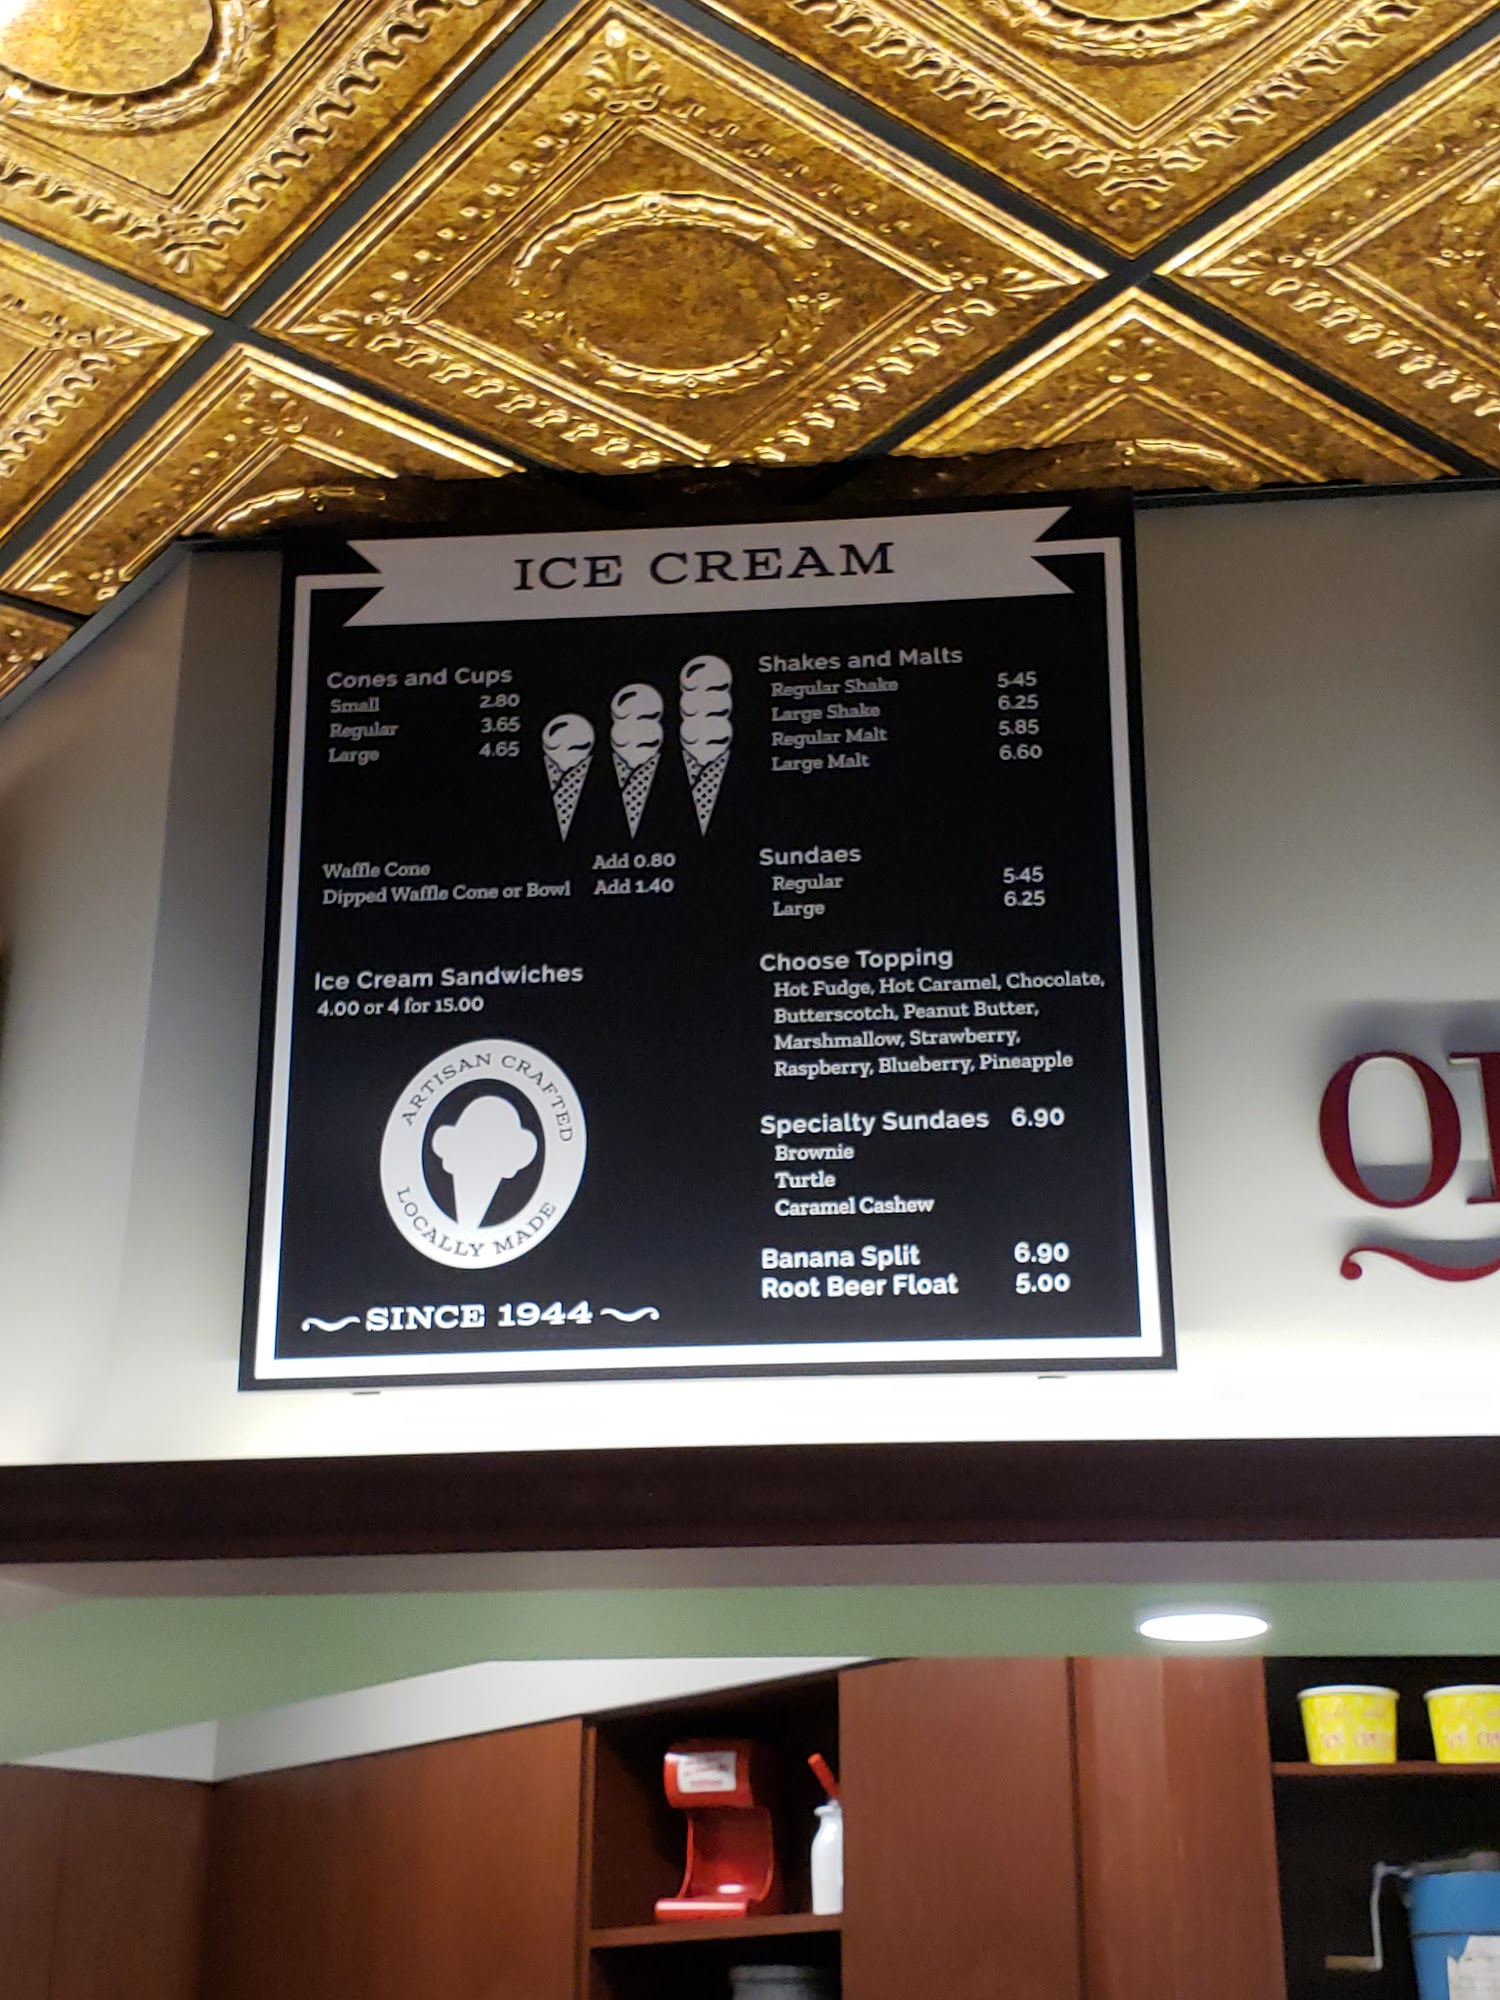 ICE CREAM
Cones and Cups
Small 2.80
Regular 3.65
Large 4.65
Waffle Cone Add 0.80
Dipped Waffle Cone or Bowl Add 1.40
Ice Cream Sandwiches
4.00 or 4 for 15.00
ARTISAN CRAFTED
LOCALLY MADE
SINCE 1944
Shakes and Malts
Regular Shake 5.45
Large Shake 6.25
Regular Malt 5.85
Large Malt 6.60
Sundaes
Regular 5.45
Large 6.25
Choose Topping
Hot Fudge, Hot Caramel, Chocolate,
Butterscotch, Peanut Butter,
Marshmallow, Strawberry,
Raspberry, Blueberry, Pineapple
Specialty Sundaes 6.90
Brownie
Turtle
Caramel Cashew
Banana Split 6.90
Root Beer Float 5.00